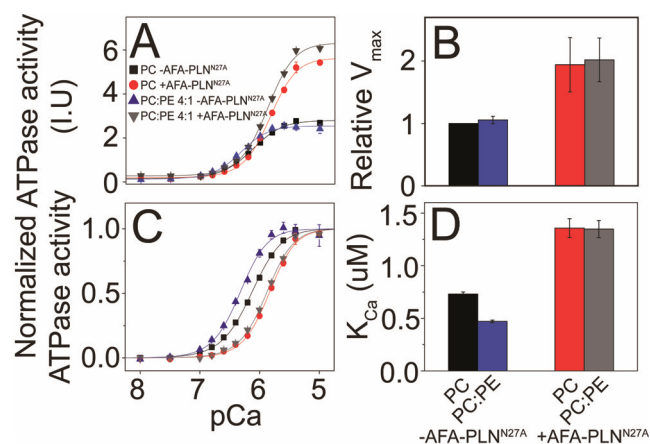 Normalized ATPase activity
ATPase activity
(I.U)
A
PC -AFA-PLN^N27A
PC +AFA-PLN^N27A
PC:PE 4:1 -AFA-PLN^N27A
PC:PE 4:1 +AFA-PLN^N27A
6
4
2
0
B
Relative V_max
2
1
0
C
1.0
0.5
0.0
8 7 6 5
pCa
D
K_Ca (uM)
1.5
1.0
0.5
0.0
PC
PC:PE
PC
PC:PE
-AFA-PLN^N27A
+AFA-PLN^N27A